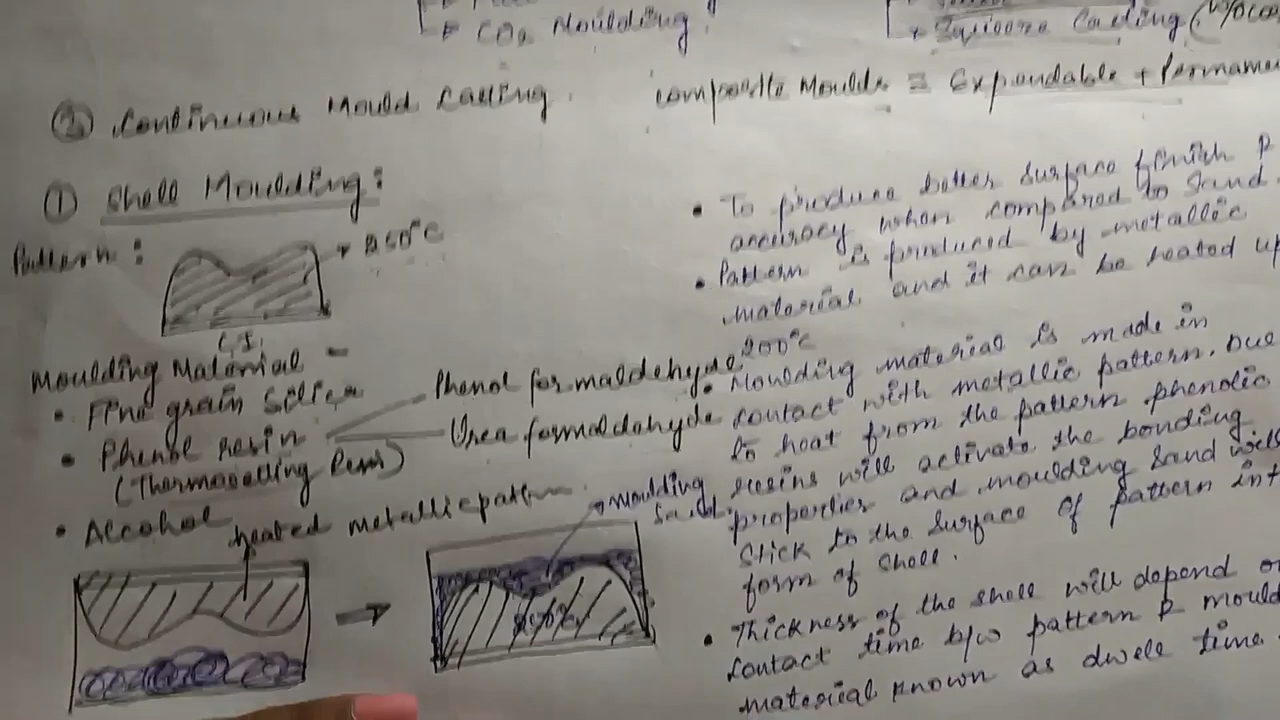 CO2 Moulding
Squeeze Casting
② Continuous Mould Casting.
Composite Moulds = Expandable + Permane
① Shell Moulding:
Pattern:
250°C
C.I.
Moulding Material -
• Fine grain Silica
• Phenol resin
(Thermosetting Resin)
• Alcohol
Phenol formaldehyde
Urea formaldehyde
heated metallic pattern
moulding
sand
• To produce better surface finish &
accuracy when compared to sand.
• Pattern is produced by metallic
material and it can be heated up
200°C
• Moulding material is made in
contact with metallic pattern. Due
to heat from the pattern phenolic
resins will activate the bonding
properties and moulding sand will
stick to the surface of pattern int
form of shell.
• Thickness of the shell will depend on
contact time b/w pattern & mould
material known as dwell time.